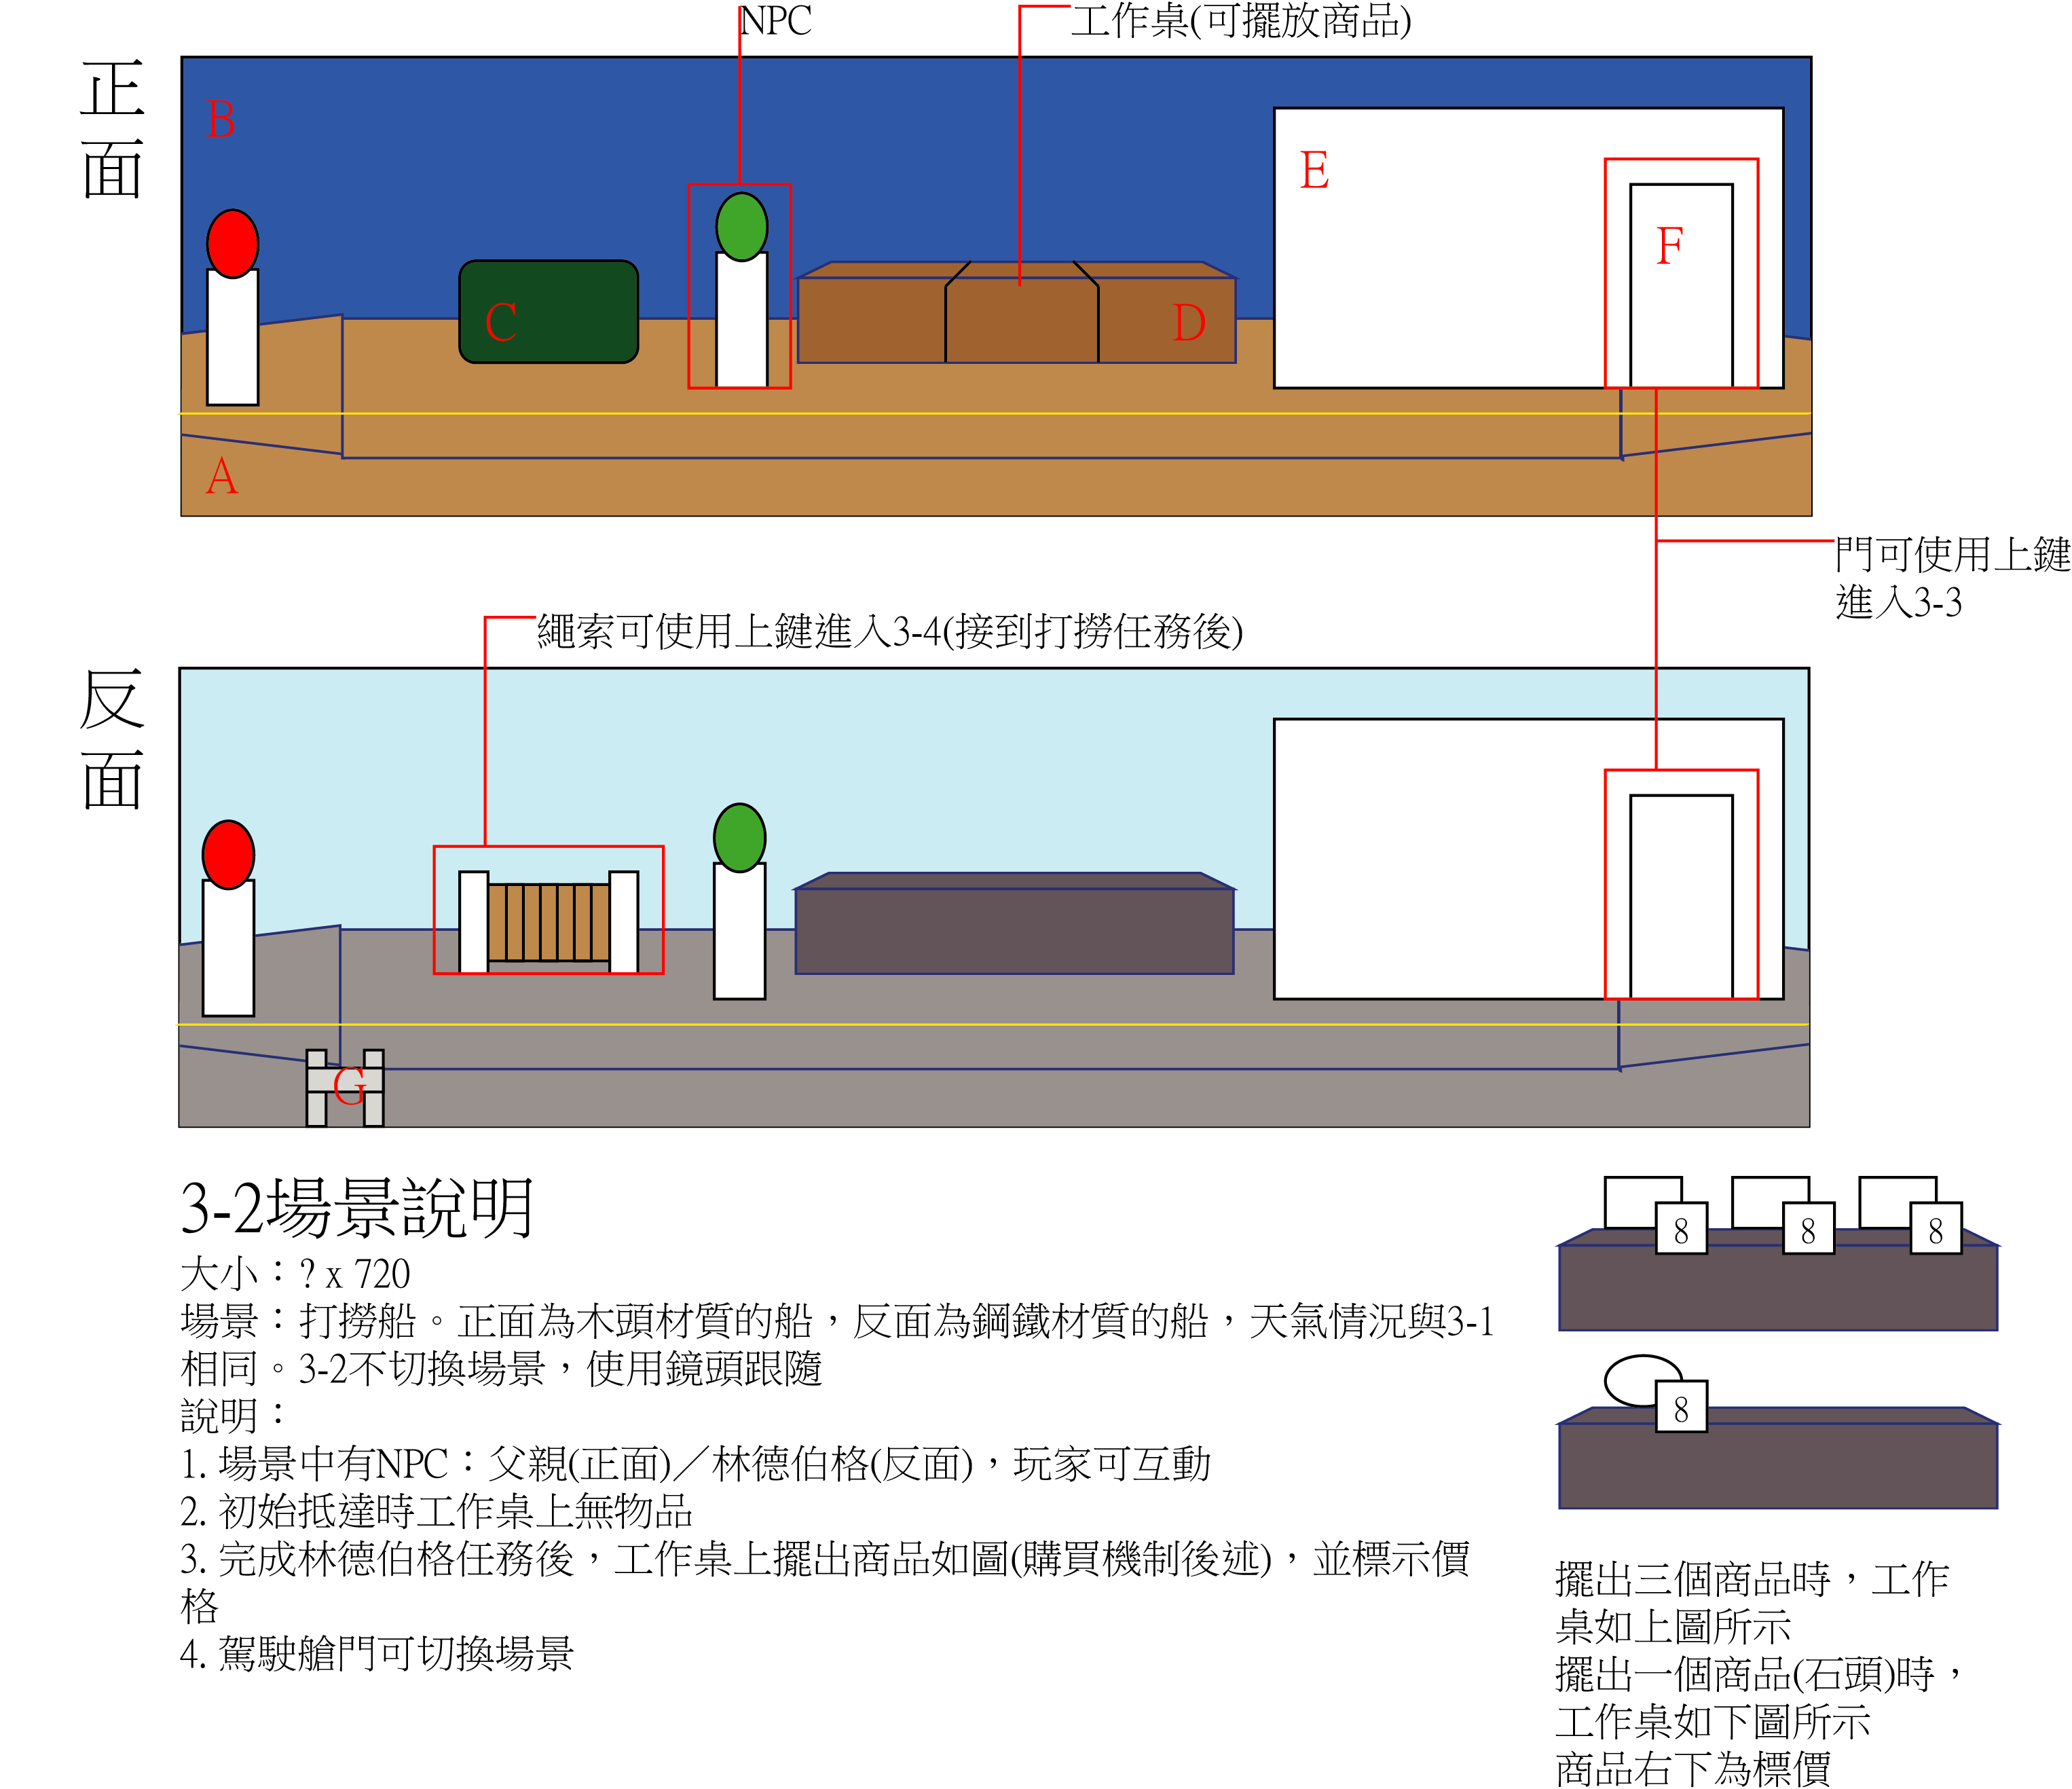 NPC
工作桌(可擺放商品)
正面
B
E
F
C
D
A
門可使用上鍵
進入3-3
繩索可使用上鍵進入3-4(接到打撈任務後)
反面
G
3-2場景說明
大小：? x 720
場景：打撈船。正面為木頭材質的船，反面為鋼鐵材質的船，天氣情況與3-1
相同。3-2不切換場景，使用鏡頭跟隨
說明：
1. 場景中有NPC：父親(正面)／林德伯格(反面)，玩家可互動
2. 初始抵達時工作桌上無物品
3. 完成林德伯格任務後，工作桌上擺出商品如圖(購買機制後述)，並標示價
格
4. 駕駛艙門可切換場景
8 8 8
8
擺出三個商品時，工作
桌如上圖所示
擺出一個商品(石頭)時，
工作桌如下圖所示
商品右下為標價